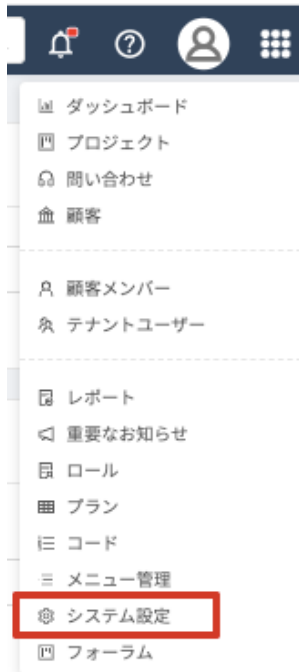 ダッシュボード
プロジェクト
問い合わせ
顧客
顧客メンバー
テナントユーザー
レポート
重要なお知らせ
ロール
プラン
コード
メニュー管理
システム設定
フォーラム